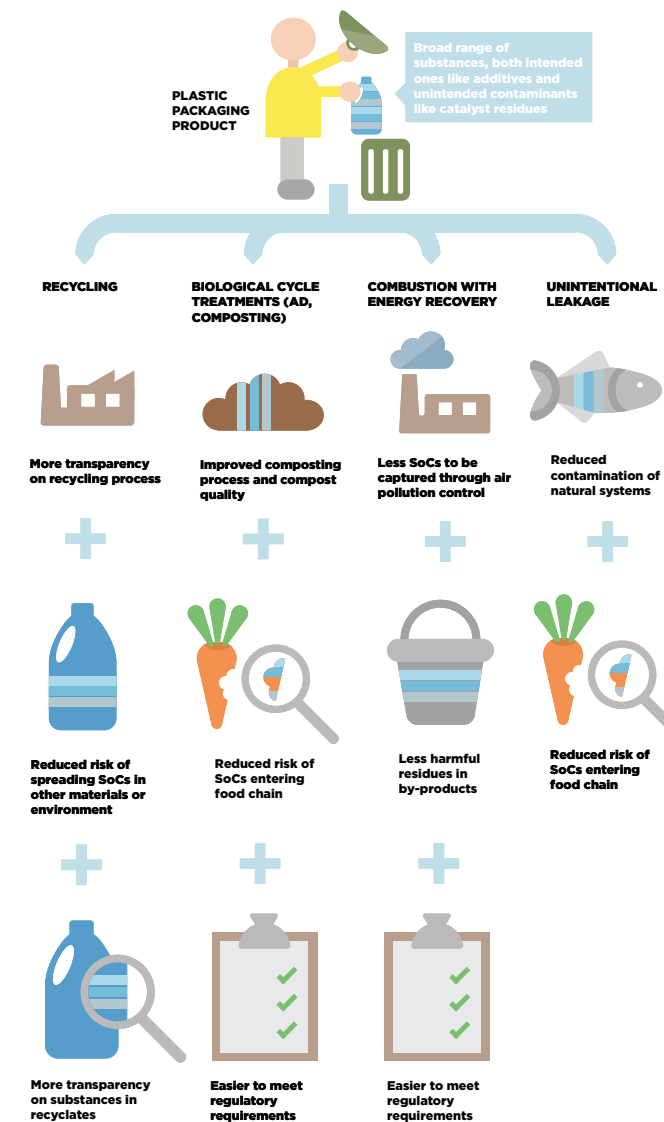 PLASTIC
PACKAGING
PRODUCT
Broad range of
substances, both intended
ones like additives and
unintended contaminants
like catalyst residues
RECYCLING
BIOLOGICAL CYCLE
TREATMENTS (AD,
COMPOSTING)
COMBUSTION WITH
ENERGY RECOVERY
UNINTENTIONAL
LEAKAGE
More transparency
on recycling process
Improved composting
process and compost
quality
Less SoCs to be
captured through air
pollution control
Reduced
contamination of
natural systems
Reduced risk of
spreading SoCs in
other materials or
environment
Reduced risk of
SoCs entering
food chain
Less harmful
residues in
by-products
Reduced risk of
SoCs entering
food chain
More transparency
on substances in
recyclates
Easier to meet
regulatory
requirements
Easier to meet
regulatory
requirements